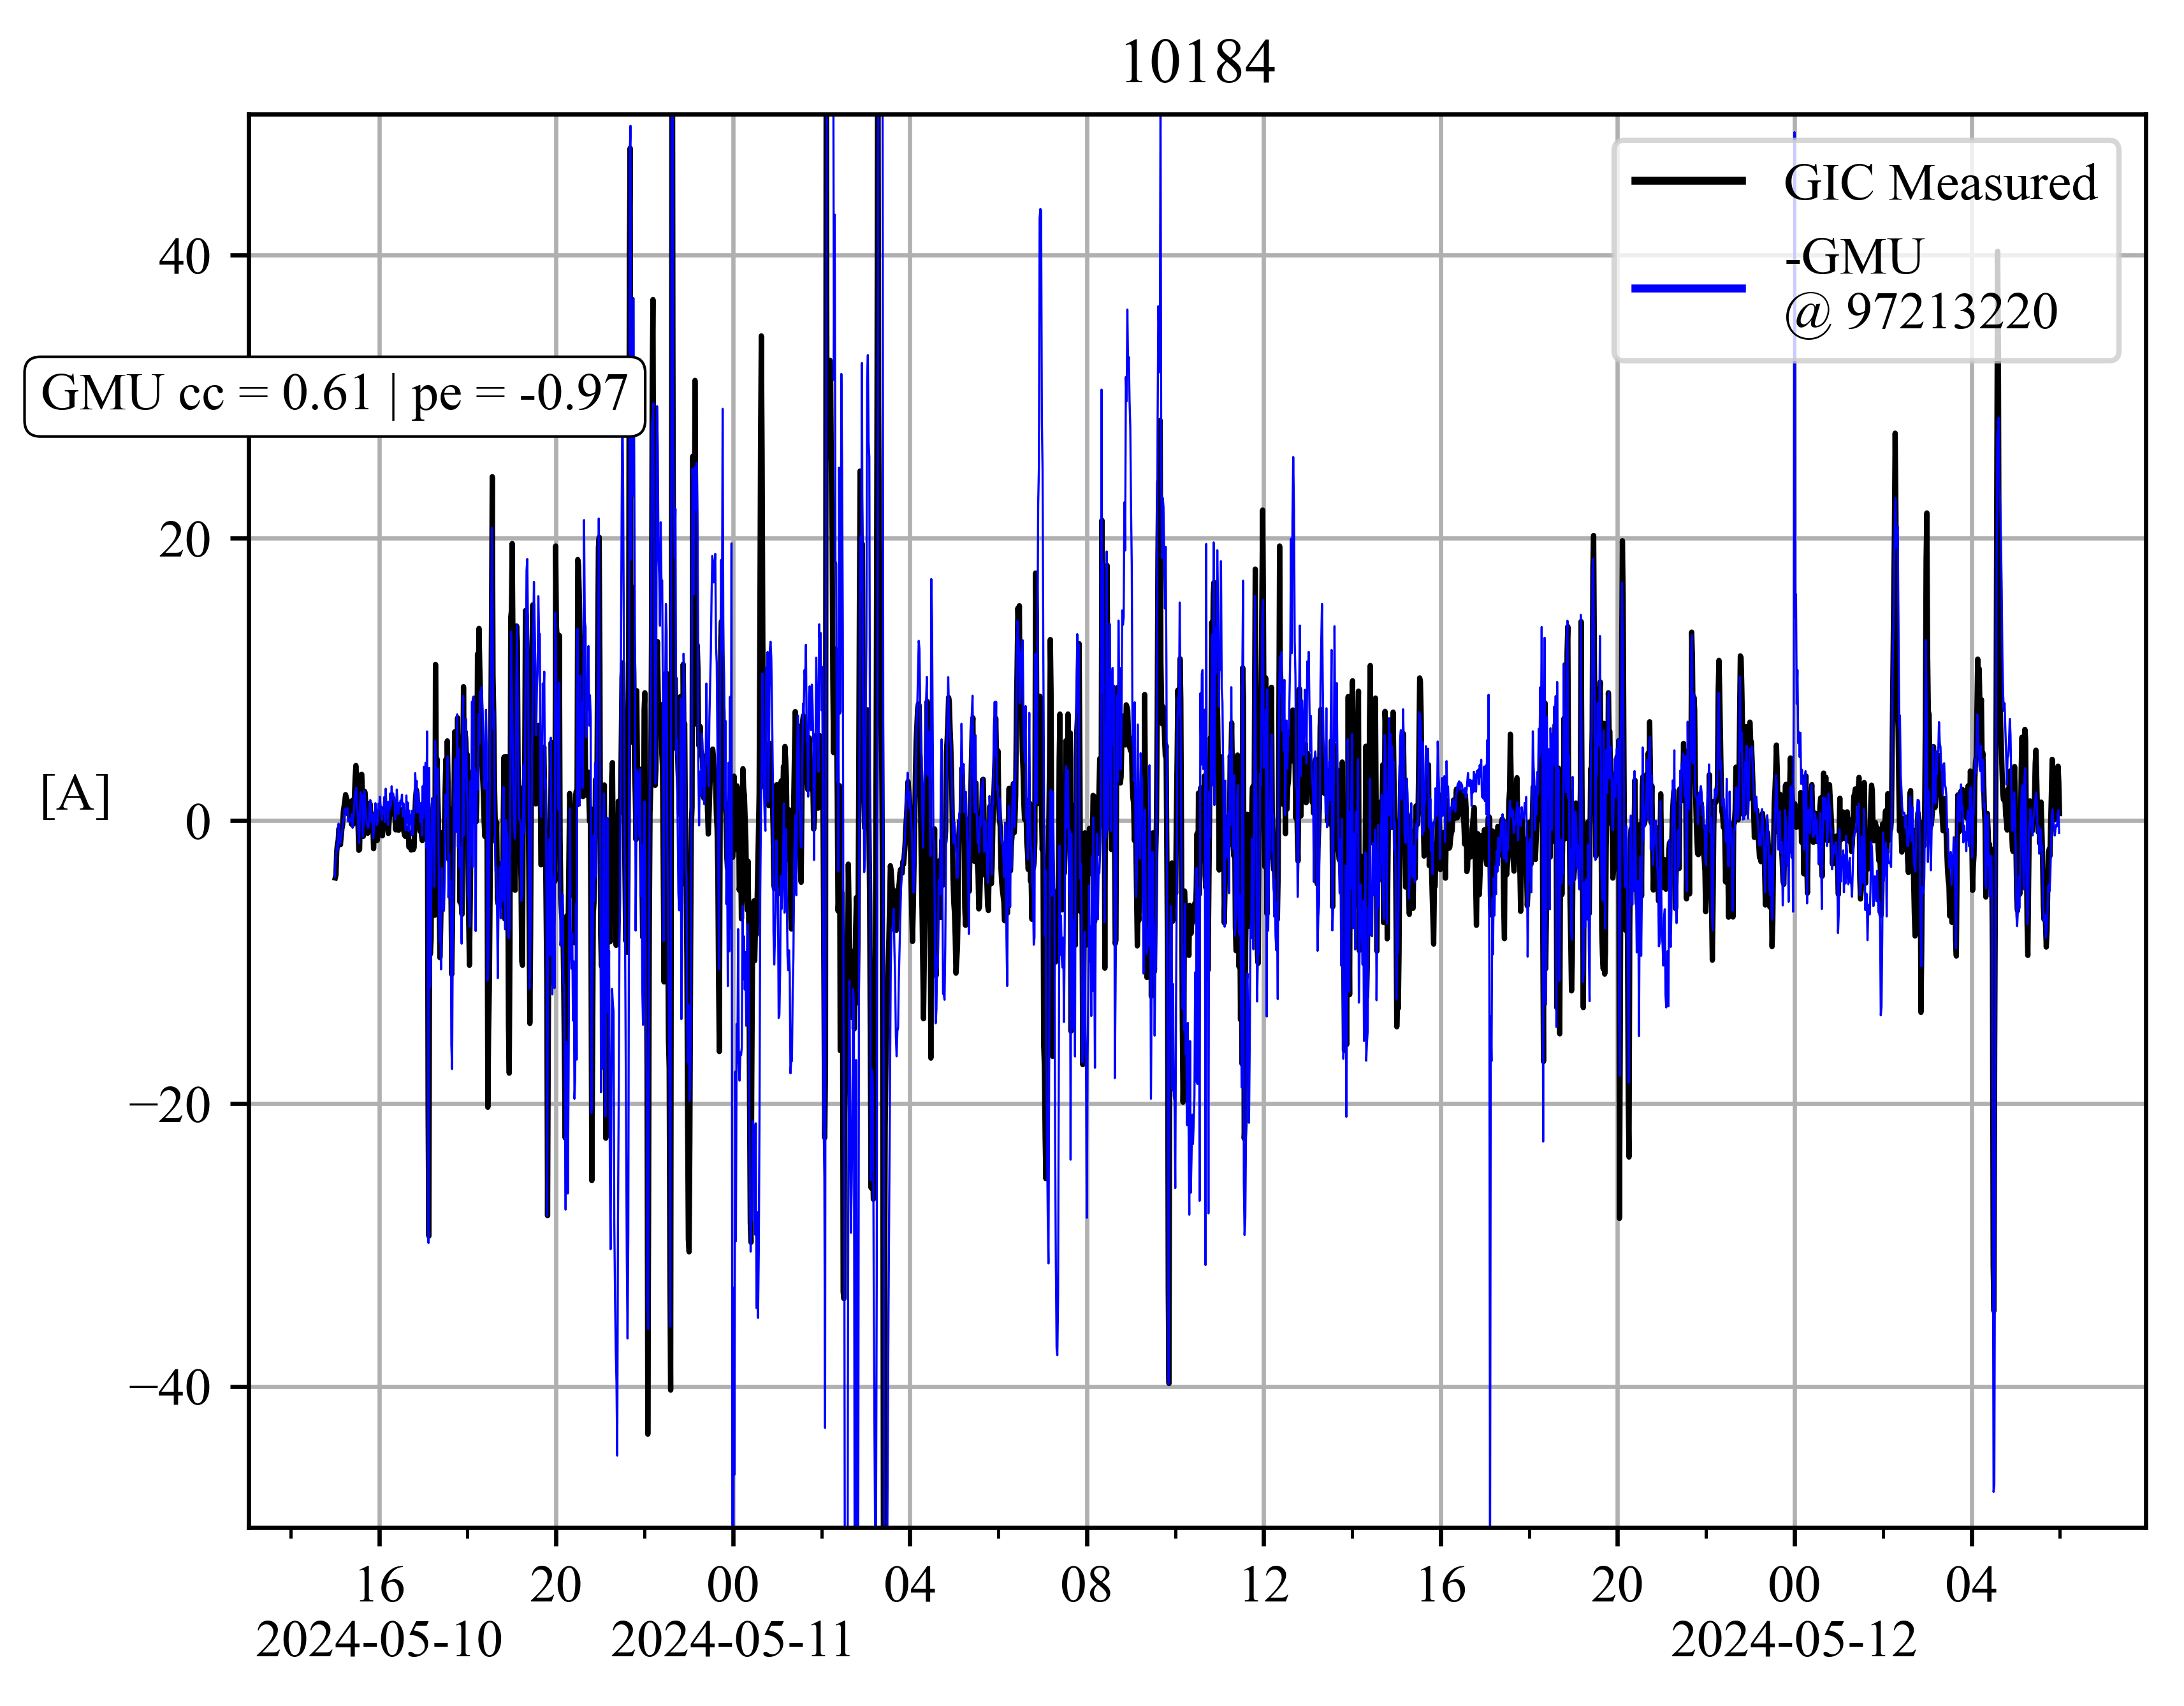 10184
GIC Measured
-GMU
@ 97213220
GMU cc = 0.61 | pe = -0.97
[A]
40
20
0
−20
−40
16 20 00 04 08 12 16 20 00 04
2024-05-10 2024-05-11 2024-05-12